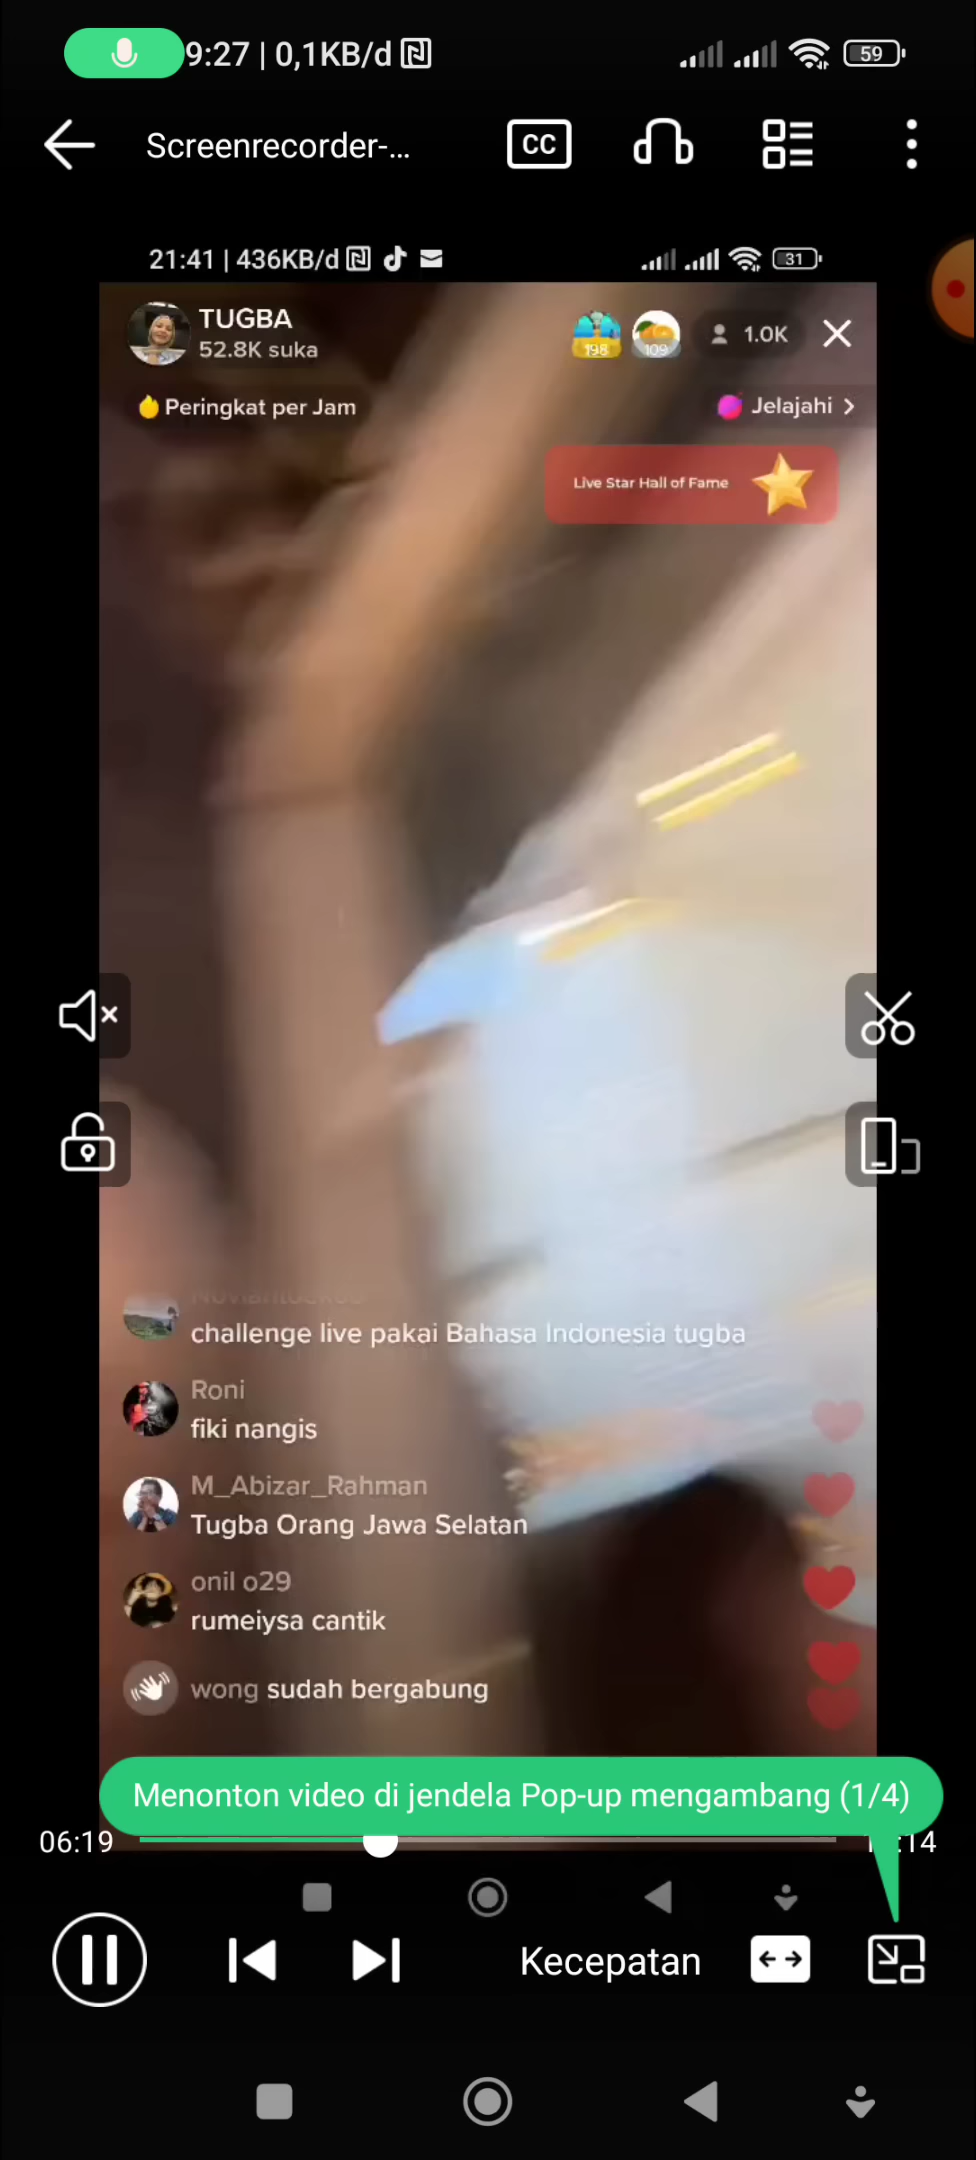 9:27 | 0,1KB/d
59
Screenrecorder-...
CC
21:41 | 436KB/d
31
TUGBA
52.8K suka
198
109
1.0K
Peringkat per Jam
Jelajahi >
Live Star Hall of Fame
challenge live pakai Bahasa Indonesia tugba
Roni
fiki nangis
M_Abizar_Rahman
Tugba Orang Jawa Selatan
onil o29
rumeiysa cantik
wong sudah bergabung
Menonton video di jendela Pop-up mengambang (1/4)
06:19
:14
Kecepatan